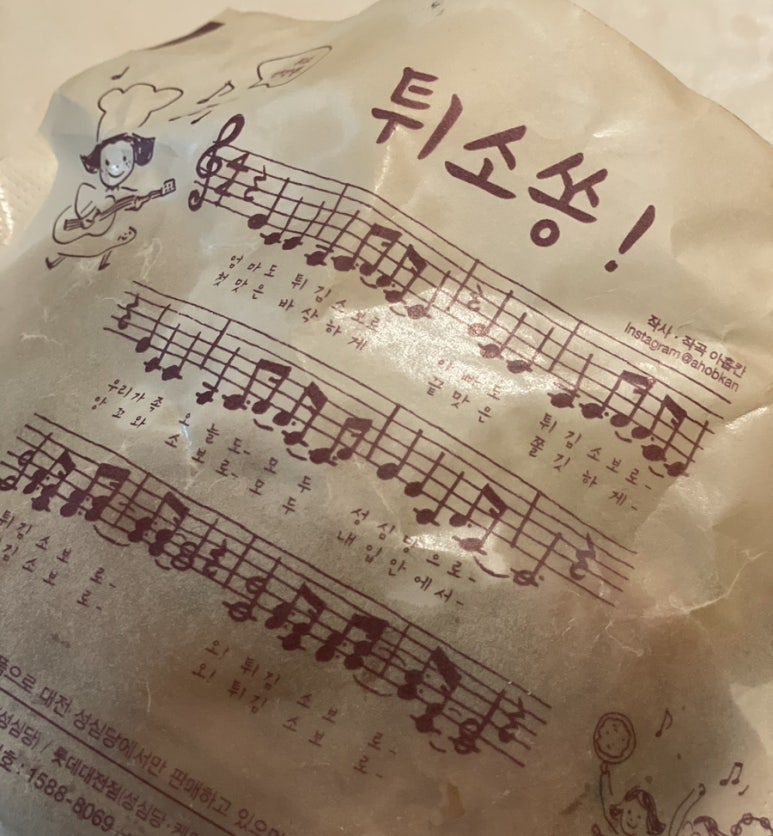 튀소쏭!
작사·작곡 아홉칸
Instagram@ahobkan
엄마도 튀김소보로- 아빠도 튀김소보로-
첫맛은 바삭하게 끝맛은 쫄깃하게-
우리가족 오늘도- 모두 성심당으로-
앙꼬와 소보로- 모두 내입안에서-
튀김소보로- 오! 튀김소보로-
김소보로- 오! 튀김소보로-
으로 대전 성심당에서만 판매하고 있으며
성심당 / 롯데대전점(성심당·케
호 : 1588-8069